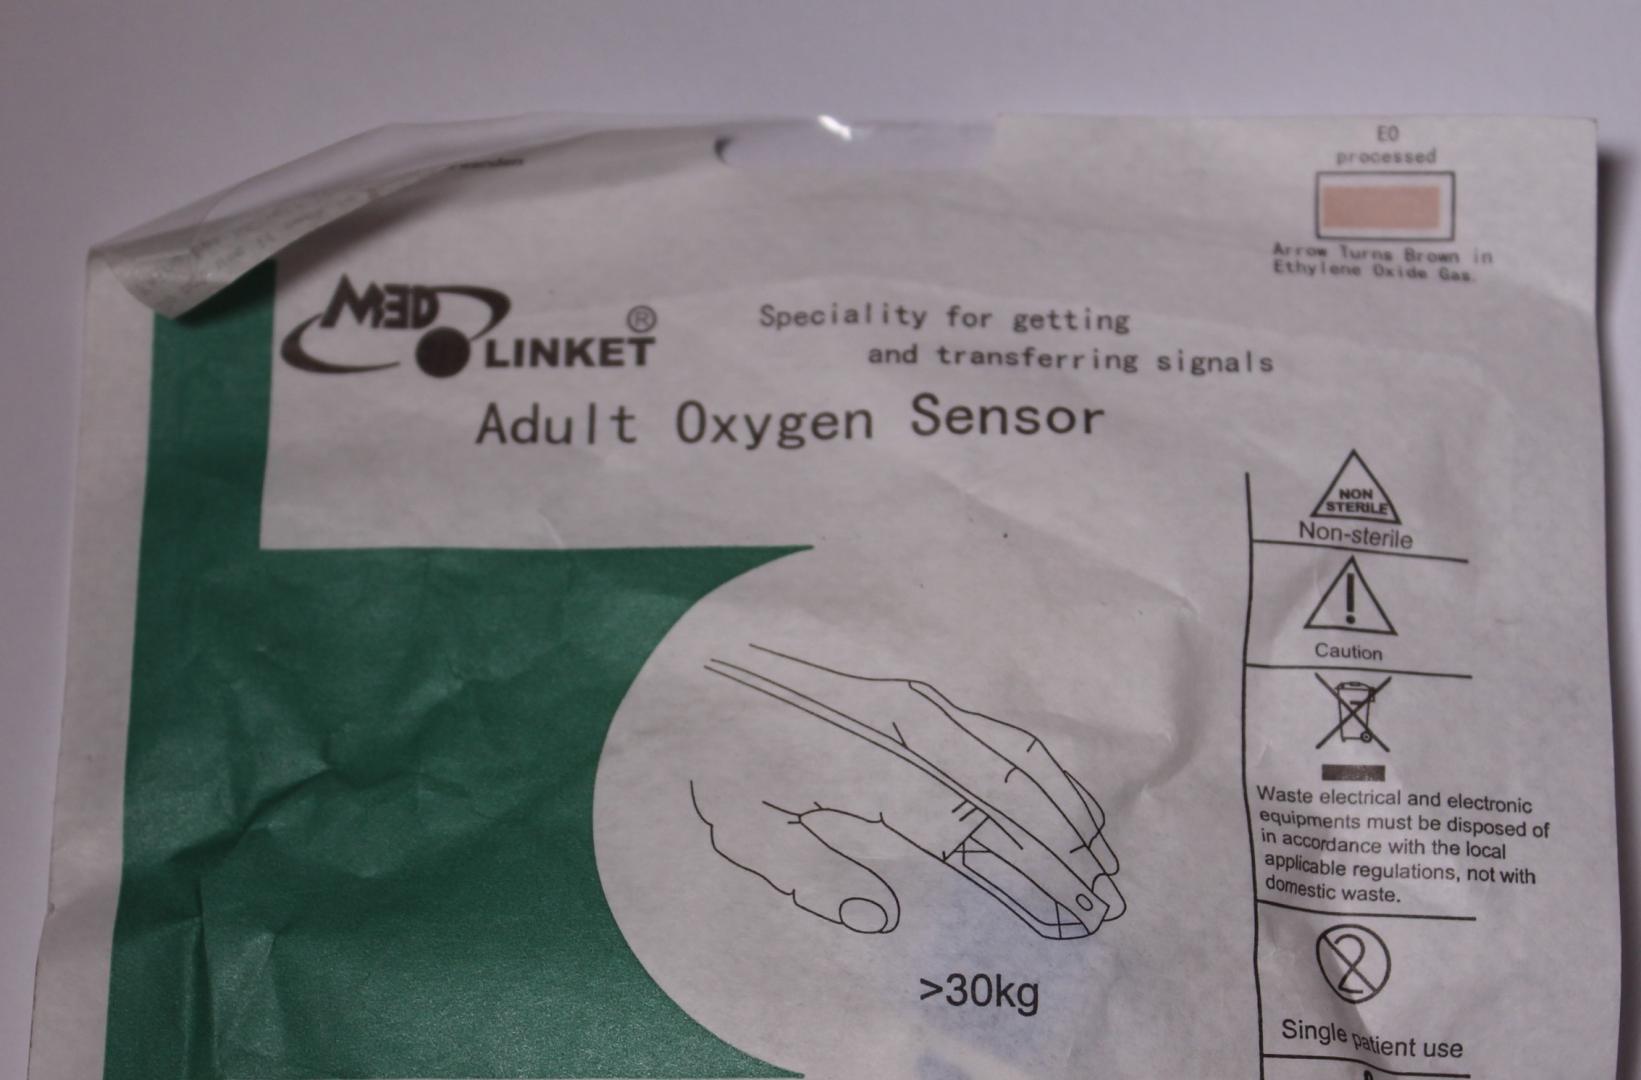 EO
processed
Arrow Turns Brown in
Ethylene Oxide Gas.
MED
LINKET®
Speciality for getting
and transferring signals
Adult Oxygen Sensor
NON
STERILE
Non-sterile
Caution
Waste electrical and electronic
equipments must be disposed of
in accordance with the local
applicable regulations, not with
domestic waste.
2
Single patient use
>30kg